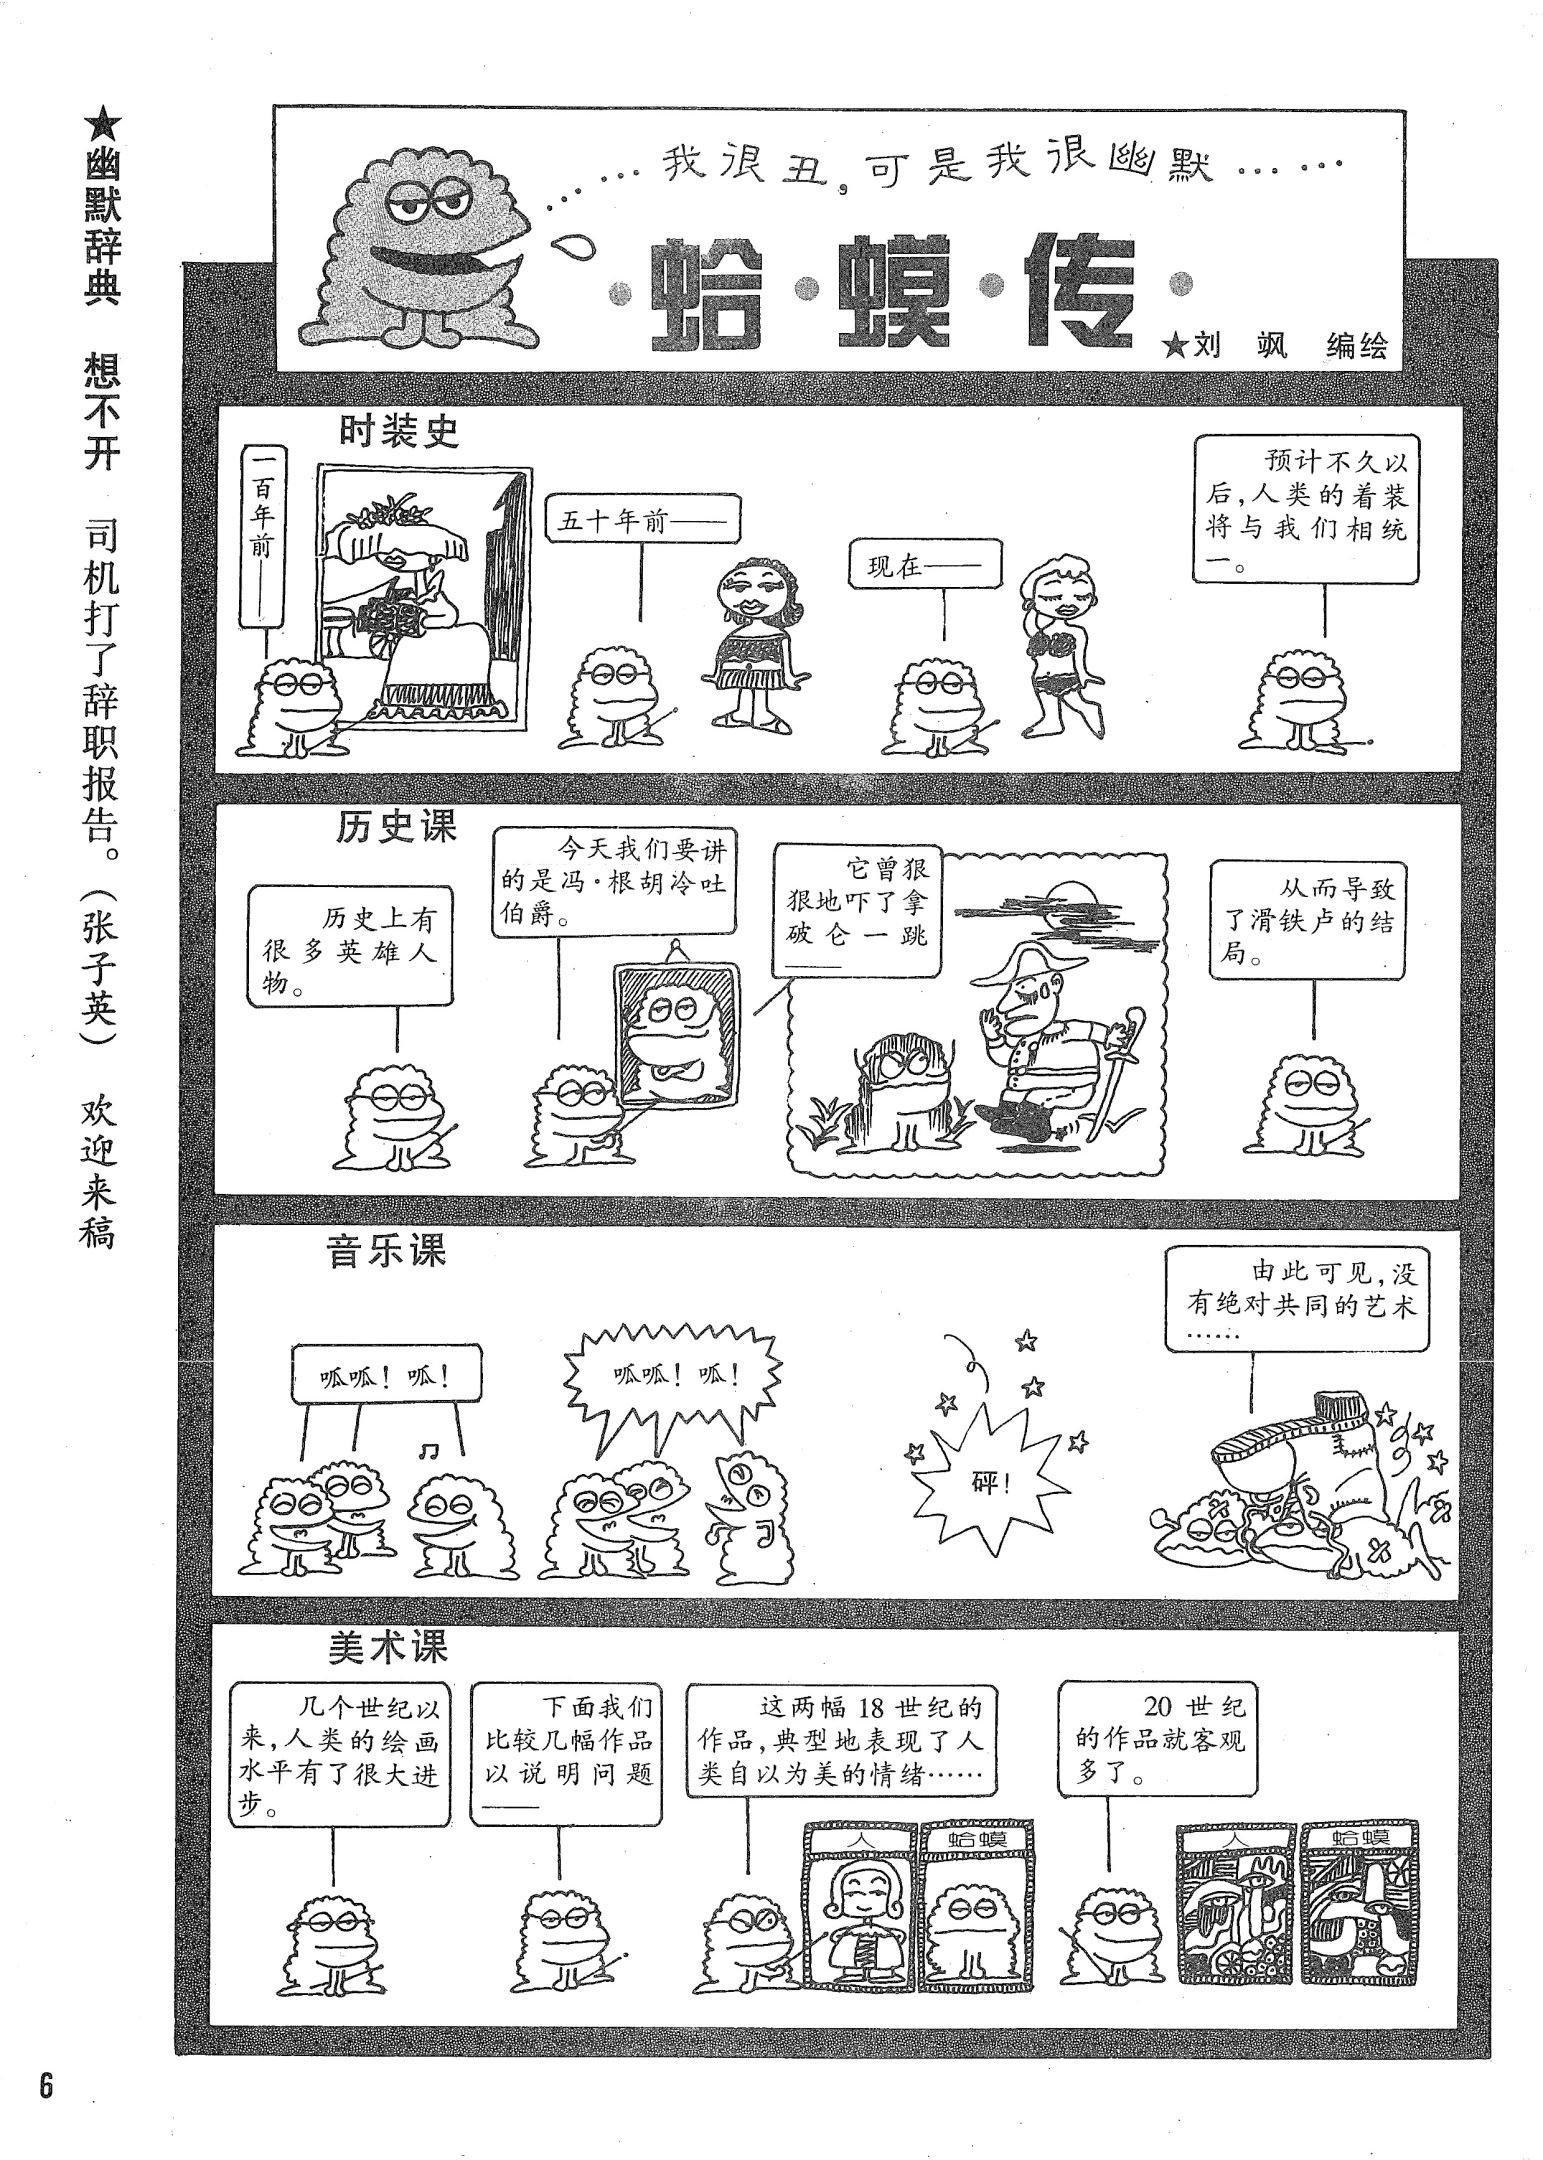 ★幽默辞典 想不开 司机打了辞职报告。(张子英) 欢迎来稿
……我很丑,可是我很幽默……
·蛤·蟆·传·
★刘 飒 编绘
时装史
一百年前——
五十年前——
现在——
预计不久以
后,人类的着装
将与我们相统
一。
历史课
历史上有
很多英雄人
物。
今天我们要讲
的是冯·根胡冷吐
伯爵。
它曾狠
狠地吓了拿
破仑一跳
——
从而导致
了滑铁卢的结
局。
音乐课
呱呱!呱!
呱呱!呱!
砰!
由此可见,没
有绝对共同的艺术
……
美术课
几个世纪以
来,人类的绘画
水平有了很大进
步。
下面我们
比较几幅作品
以说明问题
——
这两幅18世纪的
作品,典型地表现了人
类自以为美的情绪……
人
蛤蟆
20世纪
的作品就客观
多了。
人
蛤蟆
6